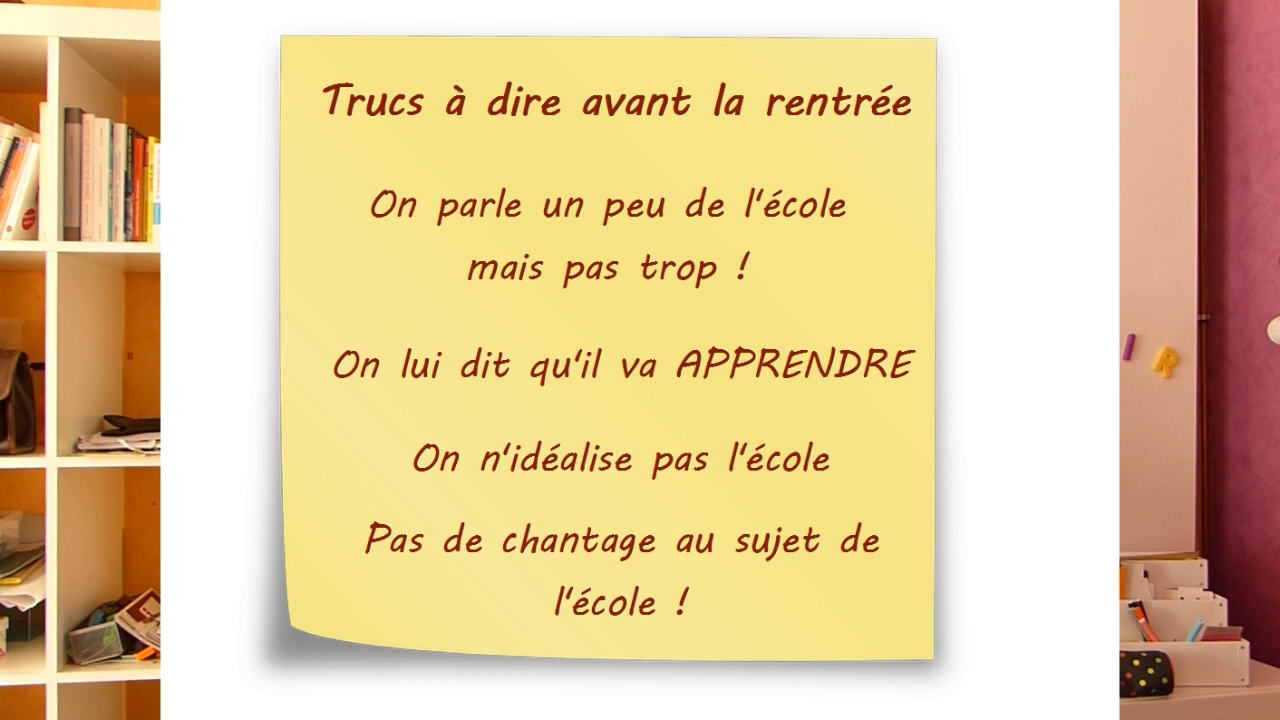 Trucs à dire avant la rentrée
On parle un peu de l'école
mais pas trop !
On lui dit qu'il va APPRENDRE
On n'idéalise pas l'école
Pas de chantage au sujet de
l'école !
R